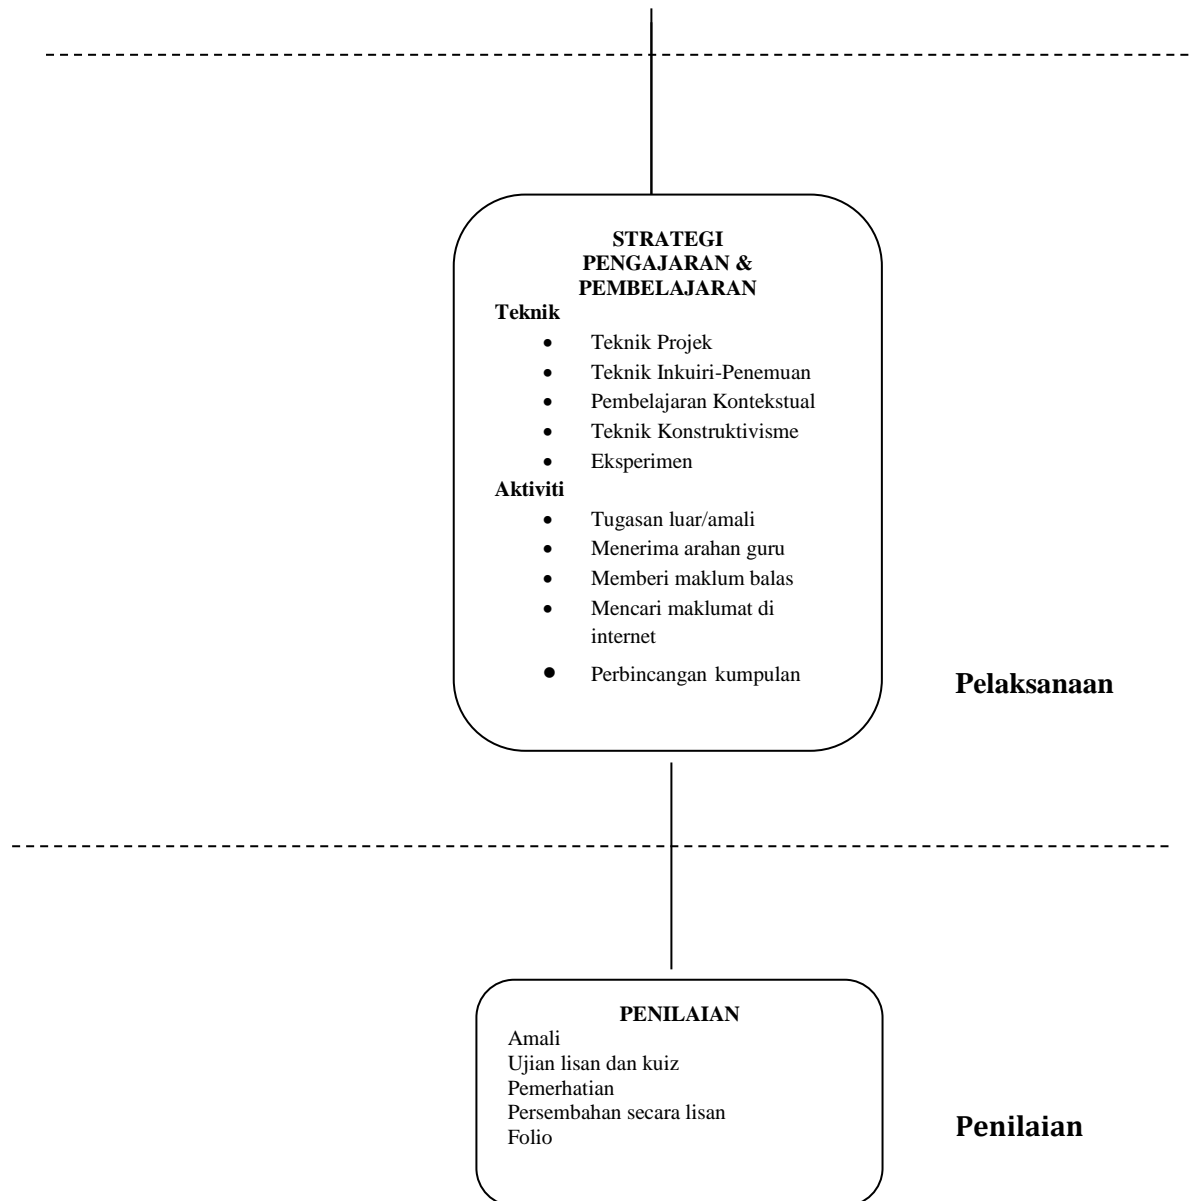 STRATEGI
PENGAJARAN &
PEMBELAJARAN
Teknik
• Teknik Projek
• Teknik Inkuiri-Penemuan
• Pembelajaran Kontekstual
• Teknik Konstruktivisme
• Eksperimen
Aktiviti
• Tugasan luar/amali
• Menerima arahan guru
• Memberi maklum balas
• Mencari maklumat di
internet
• Perbincangan kumpulan
Pelaksanaan
PENILAIAN
Amali
Ujian lisan dan kuiz
Pemerhatian
Persembahan secara lisan
Folio
Penilaian